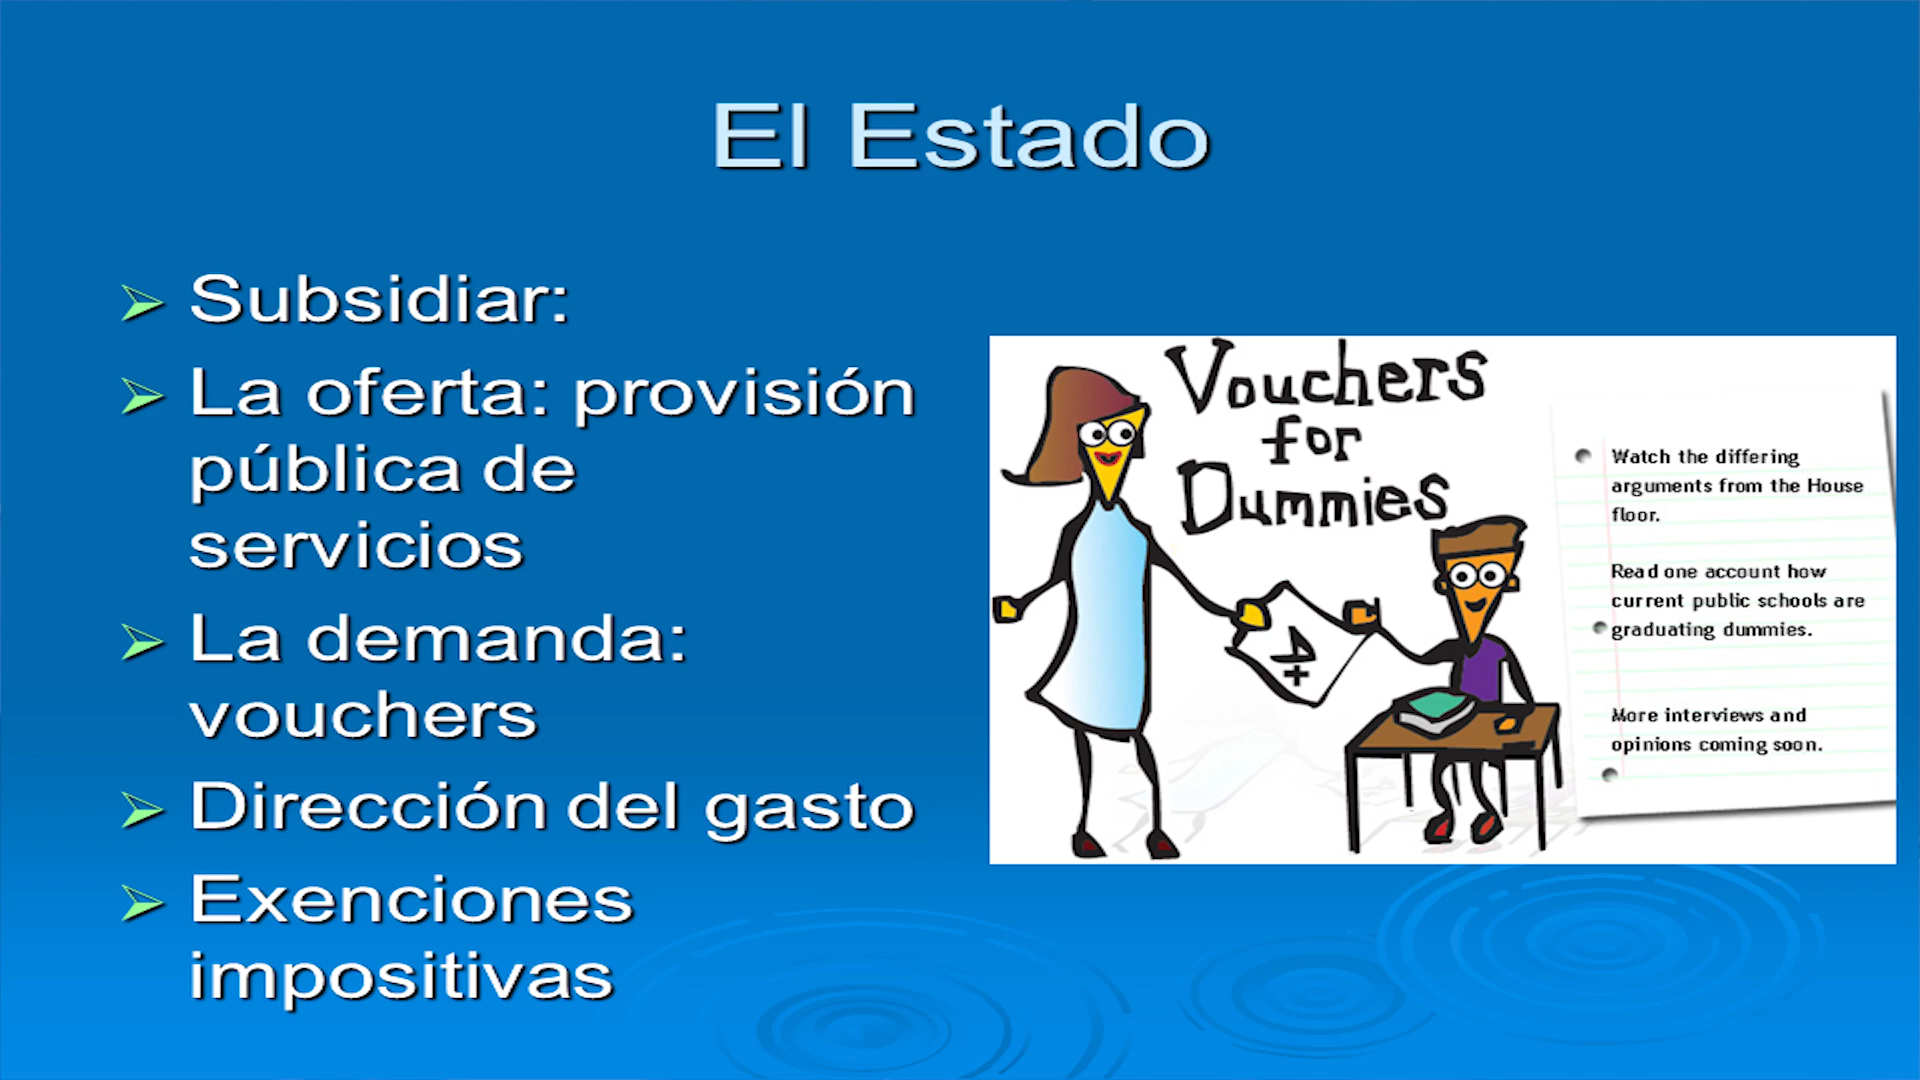 El Estado
Subsidiar:
La oferta: provisión
pública de
servicios
La demanda:
vouchers
Dirección del gasto
Exenciones
impositivas
Vouchers
for
Dummies
A+
Watch the differing
arguments from the House
floor.
Read one account how
current public schools are
graduating dummies.
More interviews and
opinions coming soon.